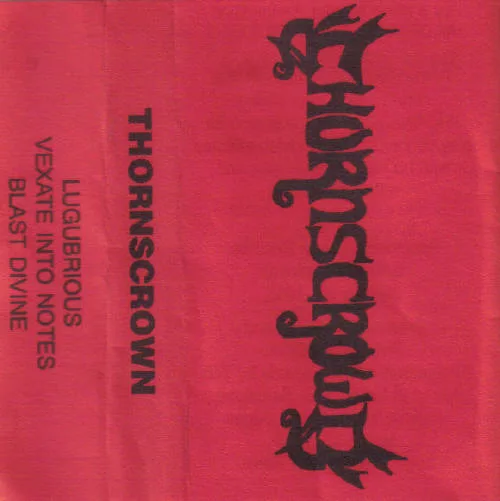 THORNSCROWN
THORNSCROWN
LUGUBRIOUS
VEXATE INTO NOTES
BLAST DIVINE